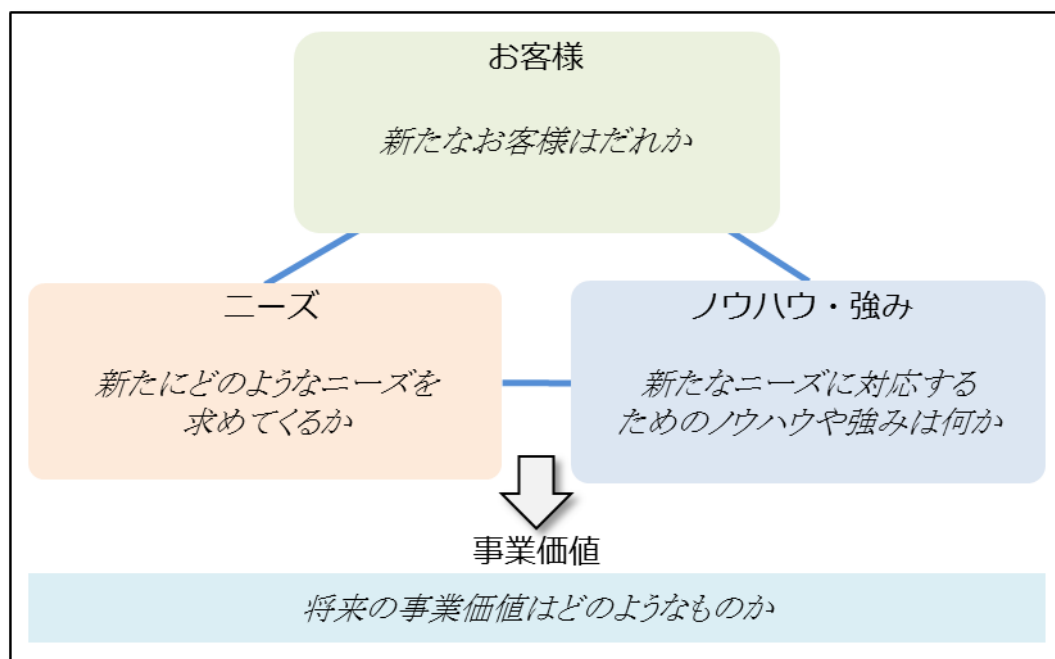 お客様
新たなお客様はだれか
ニーズ
新たにどのようなニーズを
求めてくるか
ノウハウ・強み
新たなニーズに対応する
ためのノウハウや強みは何か
事業価値
将来の事業価値はどのようなものか